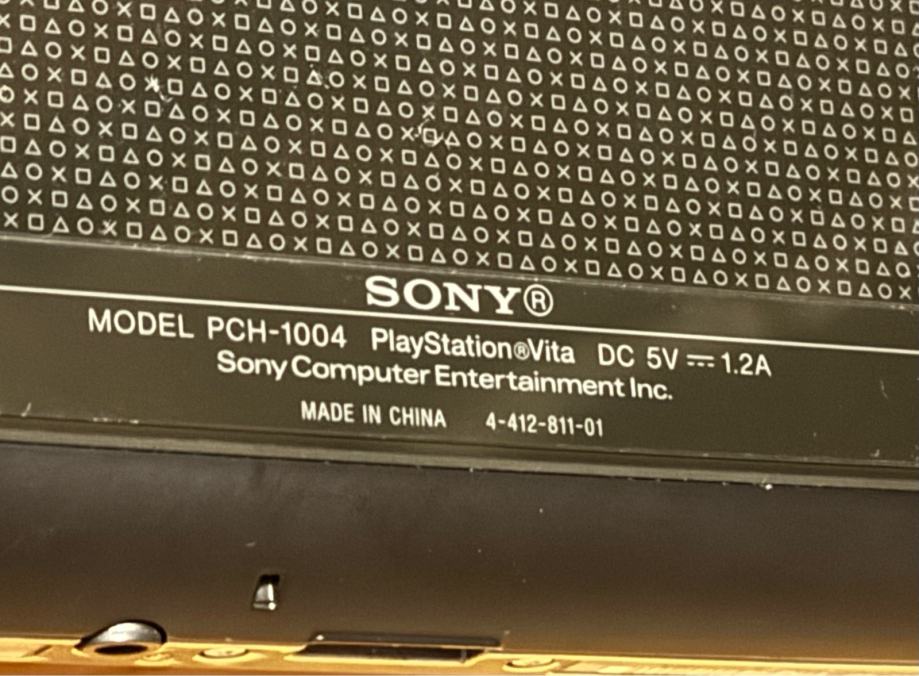 SONY®
MODEL PCH-1004 PlayStation®Vita DC 5V ⎓ 1.2A
Sony Computer Entertainment Inc.
MADE IN CHINA 4-412-811-01